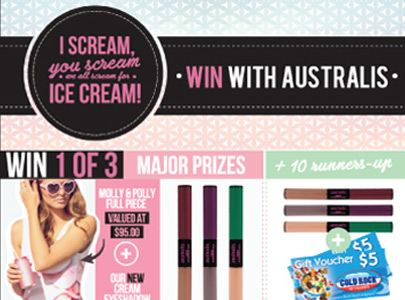 I SCREAM,
you scream
we all scream for
ICE CREAM!
• WIN WITH AUSTRALIS •
WIN 1 OF 3 MAJOR PRIZES
+ 10 runners-up
MOLLY & POLLY
FULL PIECE
VALUED AT
$95.00
+
OUR NEW
CREAM
EYESHADOW
+
Gift Voucher $5
$5
COLD ROCK